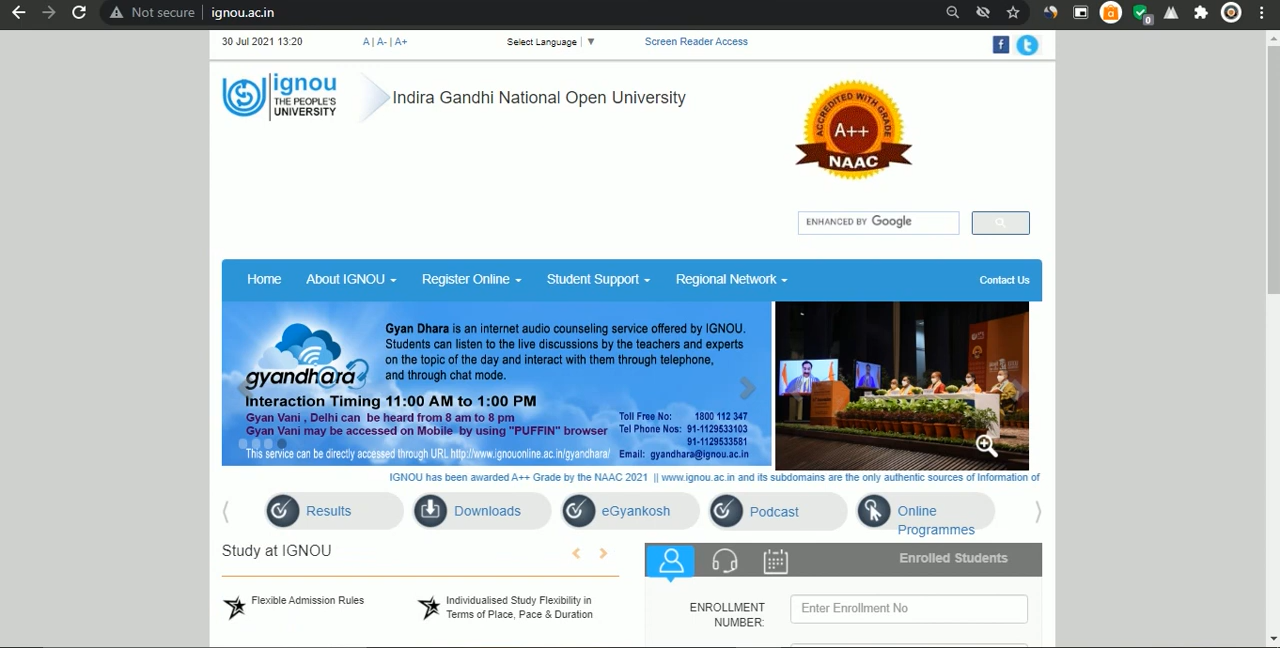 Not secure | ignou.ac.in
0
30 Jul 2021 13:20
A | A- | A+
Select Language ▼
Screen Reader Access
f
t
ignou
THE PEOPLE'S
UNIVERSITY
Indira Gandhi National Open University
ACCREDITED WITH GRADE
A++
NAAC
ENHANCED BY Google
Home
About IGNOU
Register Online
Student Support
Regional Network
Contact Us
Gyan Dhara is an internet audio counseling service offered by IGNOU.
Students can listen to the live discussions by the teachers and experts
on the topic of the day and interact with them through telephone,
and through chat mode.
gyandhara
Interaction Timing 11:00 AM to 1:00 PM
Gyan Vani , Delhi can be heard from 8 am to 8 pm
Gyan Vani may be accessed on Mobile by using "PUFFIN" browser
This service can be directly accessed through URL http://www.ignouonline.ac.in/gyandhara/
Toll Free No: 1800 112 347
Tel Phone Nos: 91-1129533103
91-1129533581
Email: gyandhara@ignou.ac.in
IGNOU has been awarded A++ Grade by the NAAC 2021 || www.ignou.ac.in and its subdomains are the only authentic sources of Information of
Results
Downloads
eGyankosh
Podcast
Online
Programmes
Study at IGNOU
Enrolled Students
Flexible Admission Rules
Individualised Study Flexibility in
Terms of Place, Pace & Duration
ENROLLMENT
NUMBER:
Enter Enrollment No